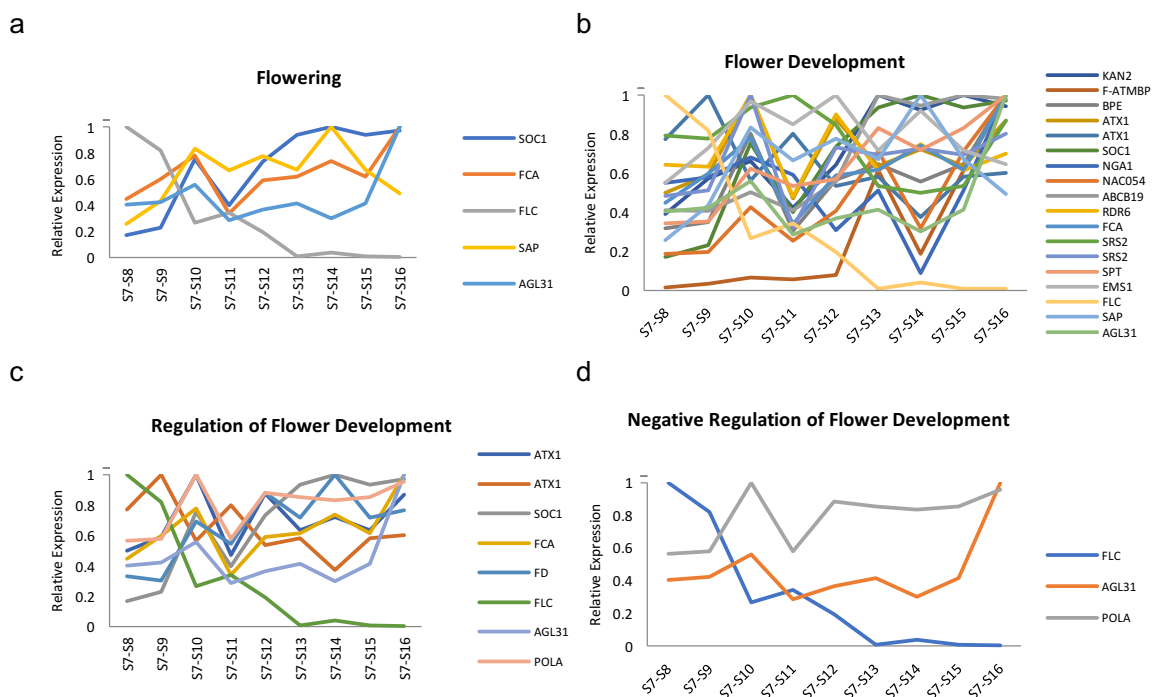 a
Flowering
Relative Expression
1
0.8
0.6
0.4
0.2
0
S7-S8
S7-S9
S7-S10
S7-S11
S7-S12
S7-S13
S7-S14
S7-S15
S7-S16
SOC1
FCA
FLC
SAP
AGL31
b
Flower Development
Relative Expression
1
0.8
0.6
0.4
0.2
0
S7-S8
S7-S9
S7-S10
S7-S11
S7-S12
S7-S13
S7-S14
S7-S15
S7-S16
KAN2
F-ATMBP
BPE
ATX1
ATX1
SOC1
NGA1
NAC054
ABCB19
RDR6
FCA
SRS2
SRS2
SPT
EMS1
FLC
SAP
AGL31
c
Regulation of Flower Development
Relative Expression
1
0.8
0.6
0.4
0.2
0
S7-S8
S7-S9
S7-S10
S7-S11
S7-S12
S7-S13
S7-S14
S7-S15
S7-S16
ATX1
ATX1
SOC1
FCA
FD
FLC
AGL31
POLA
d
Negative Regulation of Flower Development
Relative Expression
1
0.8
0.6
0.4
0.2
0
S7-S8
S7-S9
S7-S10
S7-S11
S7-S12
S7-S13
S7-S14
S7-S15
S7-S16
FLC
AGL31
POLA